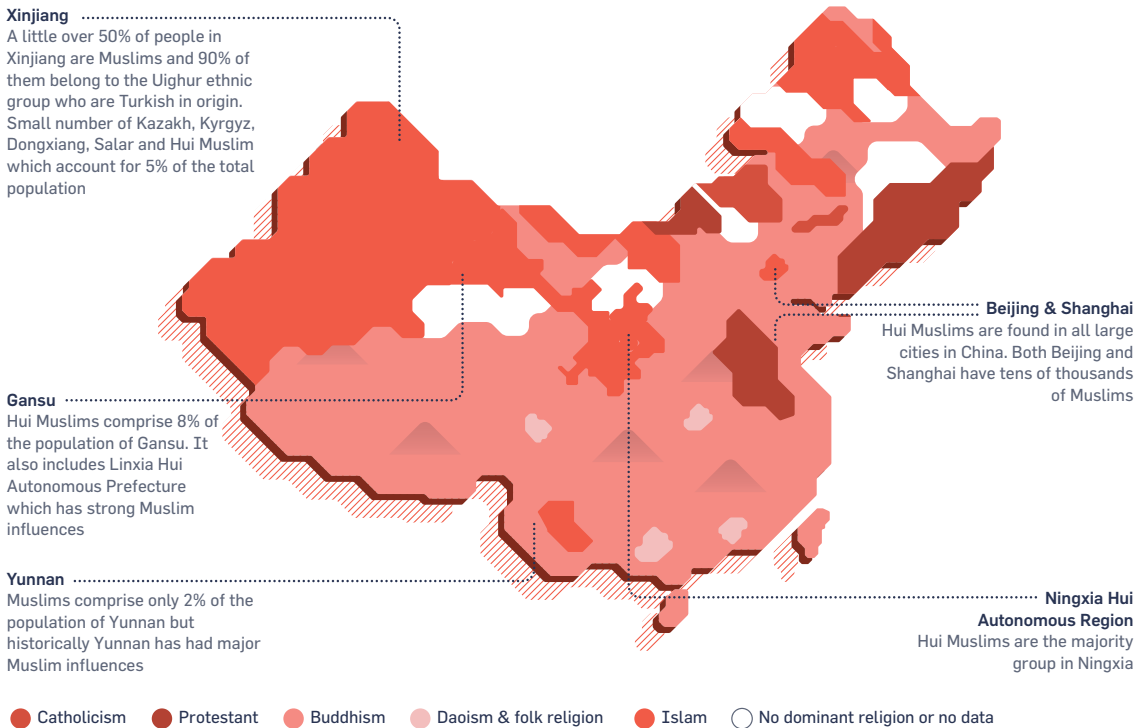 Xinjiang
A little over 50% of people in
Xinjiang are Muslims and 90% of
them belong to the Uighur ethnic
group who are Turkish in origin.
Small number of Kazakh, Kyrgyz,
Dongxiang, Salar and Hui Muslim
which account for 5% of the total
population
Beijing & Shanghai
Hui Muslims are found in all large
cities in China. Both Beijing and
Shanghai have tens of thousands
of Muslims
Gansu
Hui Muslims comprise 8% of
the population of Gansu. It
also includes Linxia Hui
Autonomous Prefecture
which has strong Muslim
influences
Yunnan
Muslims comprise only 2% of the
population of Yunnan but
historically Yunnan has had major
Muslim influences
Ningxia Hui
Autonomous Region
Hui Muslims are the majority
group in Ningxia
Catholicism Protestant Buddhism Daoism & folk religion Islam No dominant religion or no data